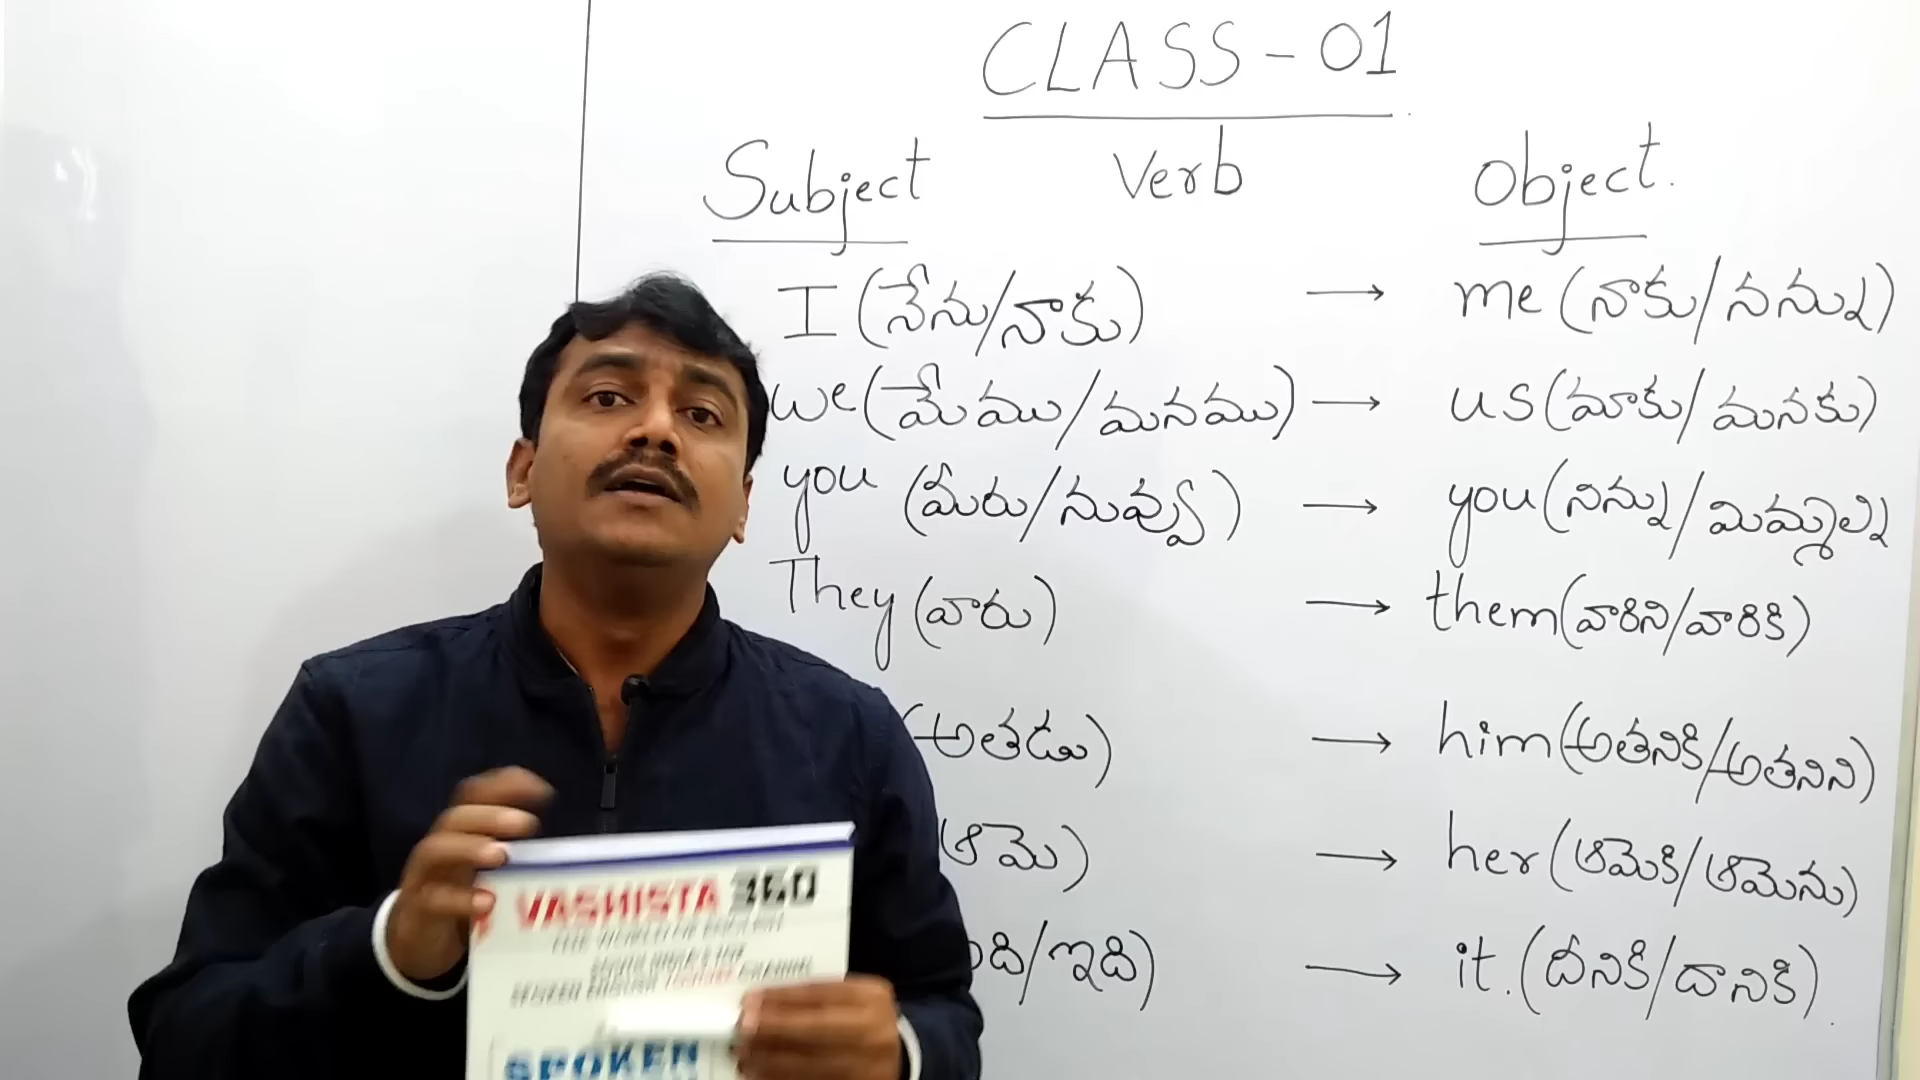 CLASS - 01
Subject Verb Object.
I (నేను/నాకు) → me (నాకు/నన్ను)
we (మేము/మనము) → us (మాకు/మనకు)
you (మీరు/నువ్వు) → you (నిన్ను/మిమ్మల్ని
They (వారు) → them (వారిని/వారికి)
(అతడు) → him (అతనికి/అతనిని)
(ఆమె) → her (ఆమెకి/ఆమెను)
ఇది) → it. (దీనికి/దానికి).
VASHISTA 360
SPOKEN